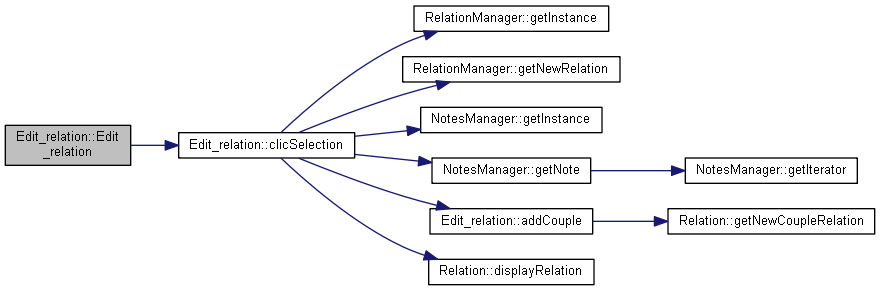 RelationManager::getInstance
RelationManager::getNewRelation
NotesManager::getInstance
Edit_relation::Edit
_relation
Edit_relation::clicSelection
NotesManager::getNote
NotesManager::getIterator
Edit_relation::addCouple
Relation::getNewCoupleRelation
Relation::displayRelation